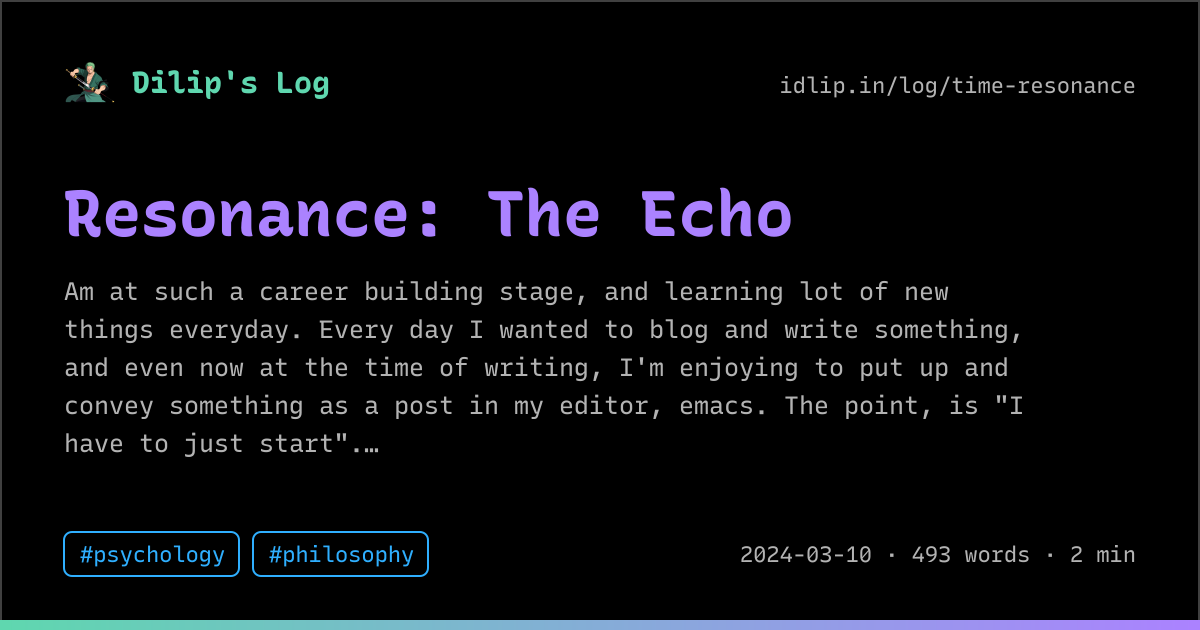 Dilip's Log
idlip.in/log/time-resonance
Resonance: The Echo
Am at such a career building stage, and learning lot of new
things everyday. Every day I wanted to blog and write something,
and even now at the time of writing, I'm enjoying to put up and
convey something as a post in my editor, emacs. The point, is "I
have to just start".…
#psychology #philosophy
2024-03-10 · 493 words · 2 min